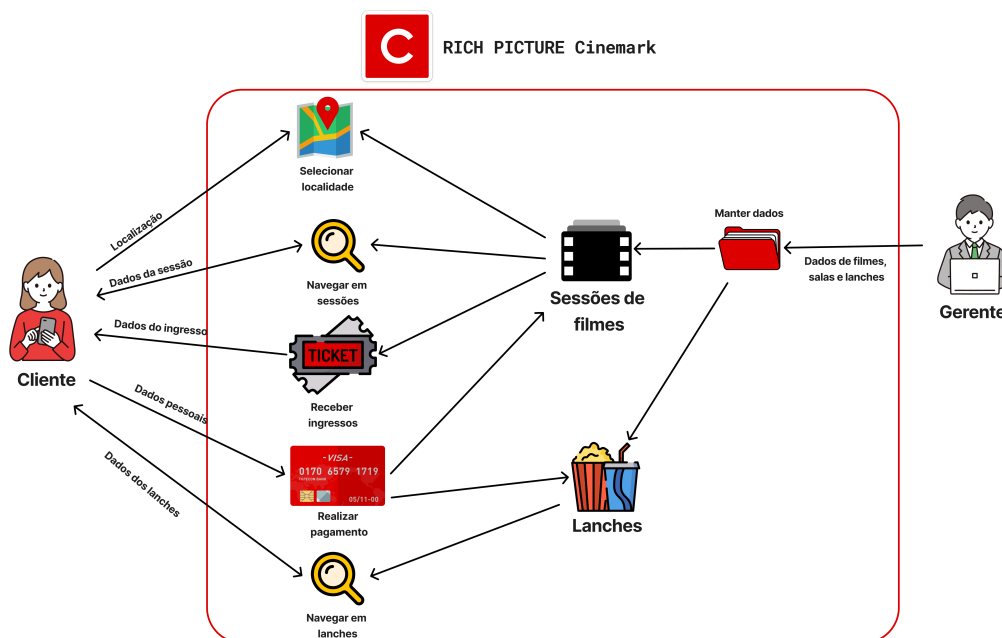 C
RICH PICTURE Cinemark
Selecionar
localidade
Localização
Manter dados
Dados da sessão
Navegar em
sessões
Dados de filmes,
salas e lanches
Sessões de
filmes
Gerente
Dados do ingresso
TICKET
Cliente
Receber
ingressos
Dados pessoais
-VISA-
0170 6579 1719
05/11-00
Dados dos lanches
Realizar
pagamento
Lanches
Navegar em
lanches